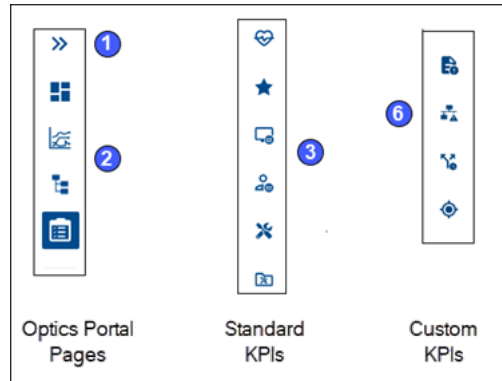 1
2
3
6
Optics Portal
Pages
Standard
KPIs
Custom
KPIs